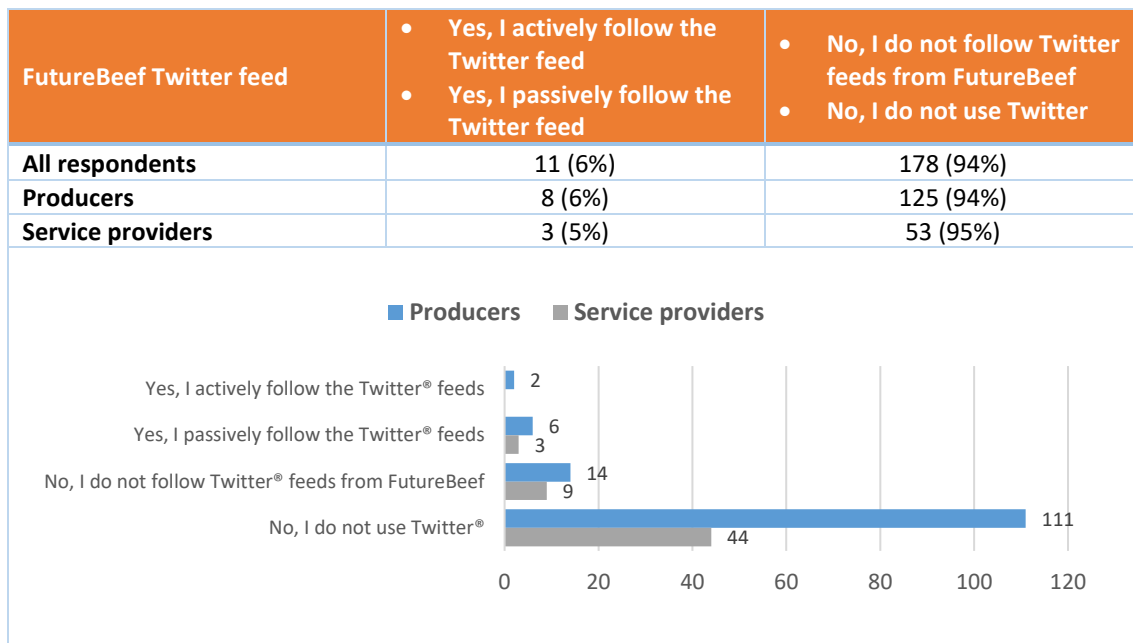 FutureBeef Twitter feed
• Yes, I actively follow the
Twitter feed
• Yes, I passively follow the
Twitter feed
• No, I do not follow Twitter
feeds from FutureBeef
• No, I do not use Twitter
All respondents 11 (6%) 178 (94%)
Producers 8 (6%) 125 (94%)
Service providers 3 (5%) 53 (95%)
Producers Service providers
Yes, I actively follow the Twitter® feeds 2
Yes, I passively follow the Twitter® feeds 6
3
No, I do not follow Twitter® feeds from FutureBeef 14
9
No, I do not use Twitter® 111
44
0 20 40 60 80 100 120